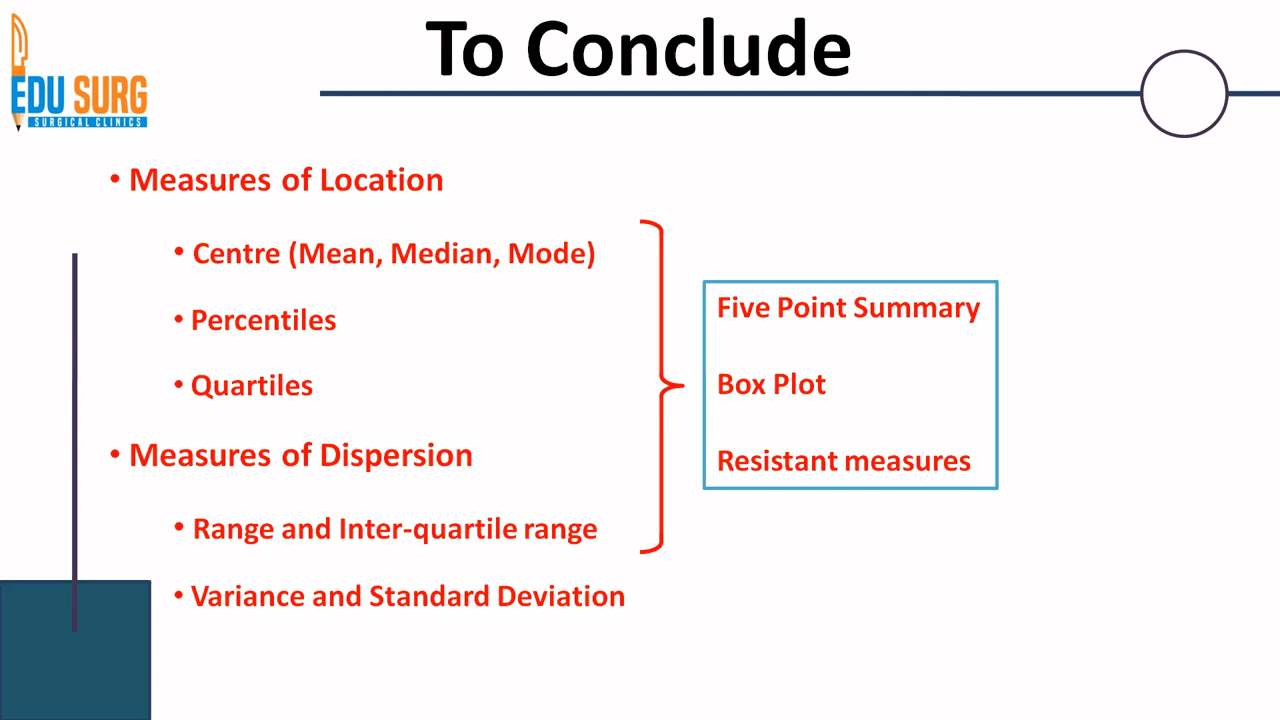 To Conclude
EDU SURG
SURGICAL CLINICS
• Measures of Location
• Centre (Mean, Median, Mode)
• Percentiles
• Quartiles
• Measures of Dispersion
• Range and Inter-quartile range
• Variance and Standard Deviation
Five Point Summary
Box Plot
Resistant measures